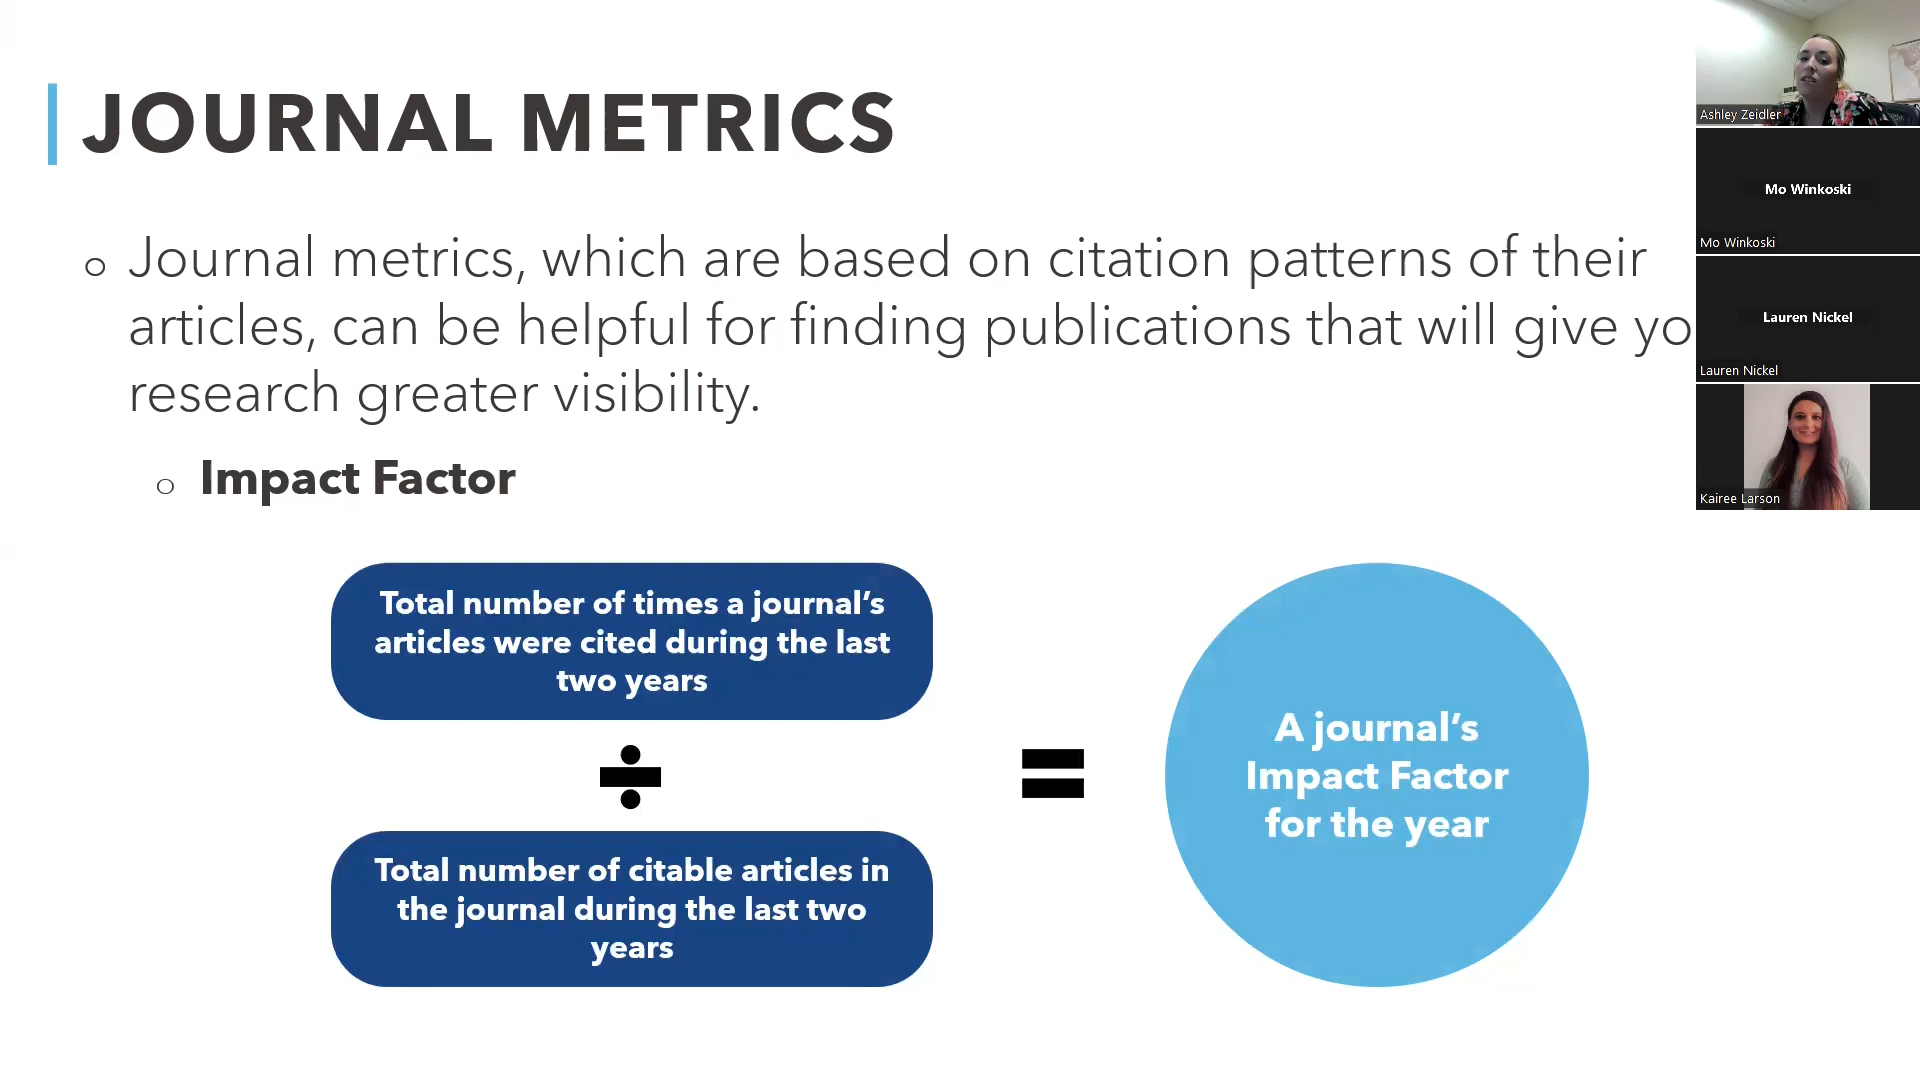 JOURNAL METRICS
o Journal metrics, which are based on citation patterns of their
articles, can be helpful for finding publications that will give yo
research greater visibility.
o Impact Factor
Total number of times a journal’s
articles were cited during the last
two years
÷
Total number of citable articles in
the journal during the last two
years
=
A journal’s
Impact Factor
for the year
Ashley Zeidler
Mo Winkoski
Mo Winkoski
Lauren Nickel
Lauren Nickel
Kairee Larson